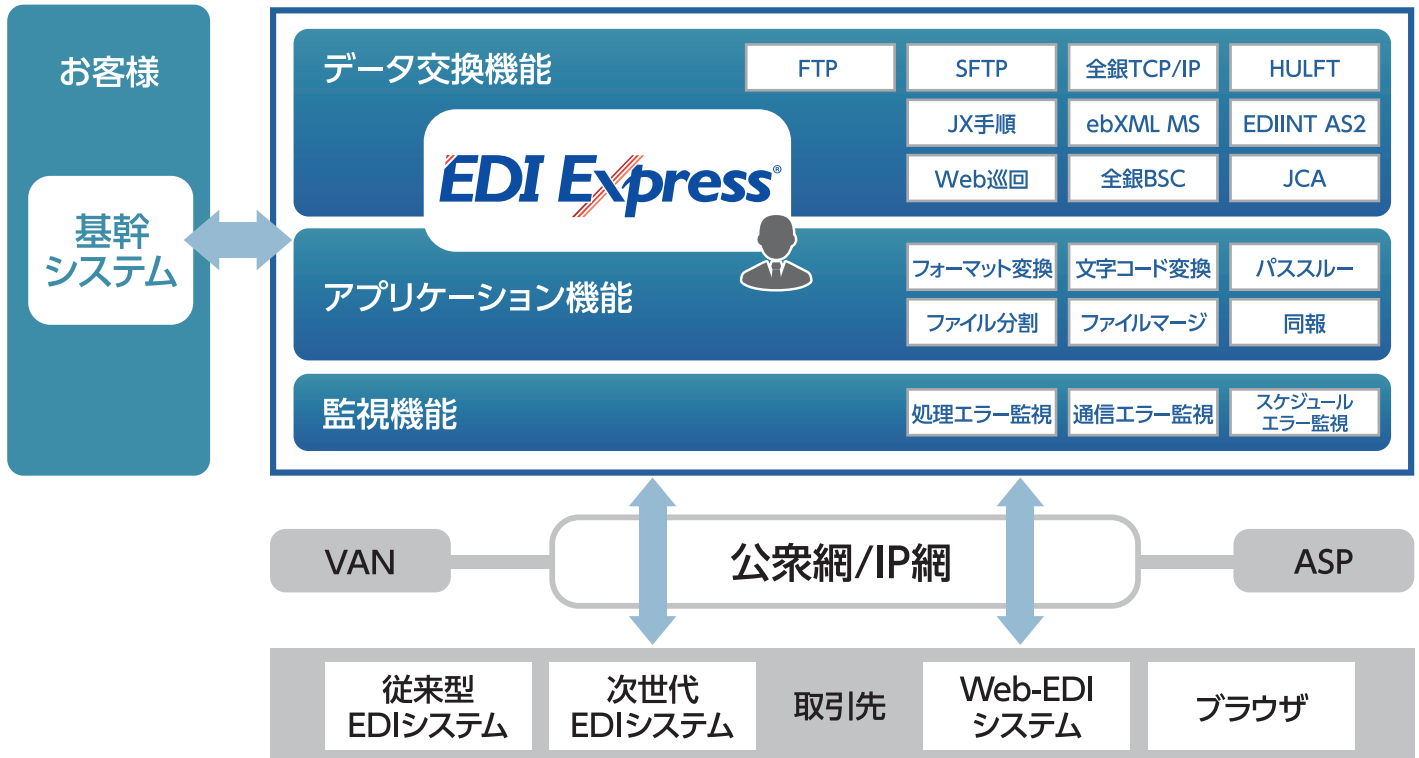 お客様
基幹
システム
データ交換機能
FTP
SFTP
全銀TCP/IP
HULFT
JX手順
ebXML MS
EDIINT AS2
Web巡回
全銀BSC
JCA
EDI Express®
アプリケーション機能
フォーマット変換
文字コード変換
パススルー
ファイル分割
ファイルマージ
同報
監視機能
処理エラー監視
通信エラー監視
スケジュール
エラー監視
VAN
公衆網/IP網
ASP
従来型
EDIシステム
次世代
EDIシステム
取引先
Web-EDI
システム
ブラウザ